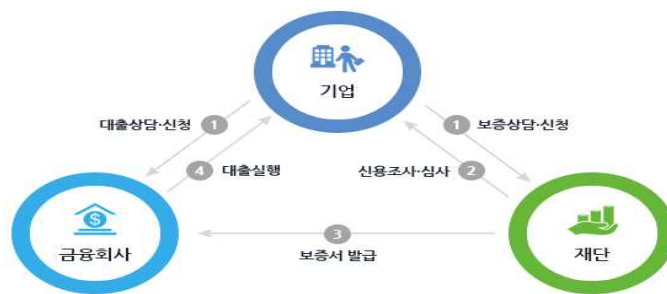 기업
대출상담·신청 1
1 보증상담·신청
4 대출실행
신용조사·심사 2
$
금융회사
3
보증서 발급
재단